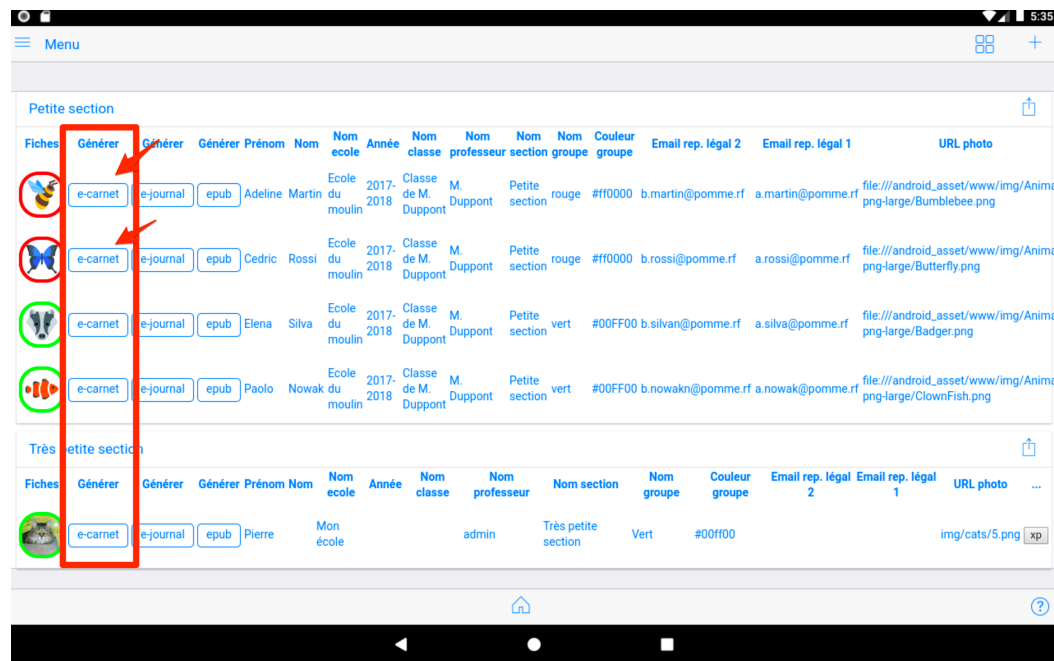 5:35
Menu
Petite section
Fiches Générer Générer Générer Prénom Nom Nom ecole Année Nom classe Nom professeur Nom section Nom groupe Couleur groupe Email rep. légal 2 Email rep. légal 1 URL photo
e-carnet e-journal epub Adeline Martin Ecole du moulin 2017-2018 Classe de M. Duppont M. Duppont Petite section rouge #ff0000 b.martin@pomme.rf a.martin@pomme.rf file:///android_asset/www/img/Anima png-large/Bumblebee.png
e-carnet e-journal epub Cedric Rossi Ecole du moulin 2017-2018 Classe de M. Duppont M. Duppont Petite section rouge #ff0000 b.rossi@pomme.rf a.rossi@pomme.rf file:///android_asset/www/img/Anima png-large/Butterfly.png
e-carnet e-journal epub Elena Silva Ecole du moulin 2017-2018 Classe de M. Duppont M. Duppont Petite section vert #00FF00 b.silvan@pomme.rf a.silva@pomme.rf file:///android_asset/www/img/Anima png-large/Badger.png
e-carnet e-journal epub Paolo Nowak Ecole du moulin 2017-2018 Classe de M. Duppont M. Duppont Petite section vert #00FF00 b.nowakn@pomme.rf a.nowak@pomme.rf file:///android_asset/www/img/Anima png-large/ClownFish.png
Très petite section
Fiches Générer Générer Générer Prénom Nom Nom ecole Année Nom classe Nom professeur Nom section Nom groupe Couleur groupe Email rep. légal 2 Email rep. légal 1 URL photo ...
e-carnet e-journal epub Pierre Mon école admin Très petite section Vert #00ff00 img/cats/5.png xp
?